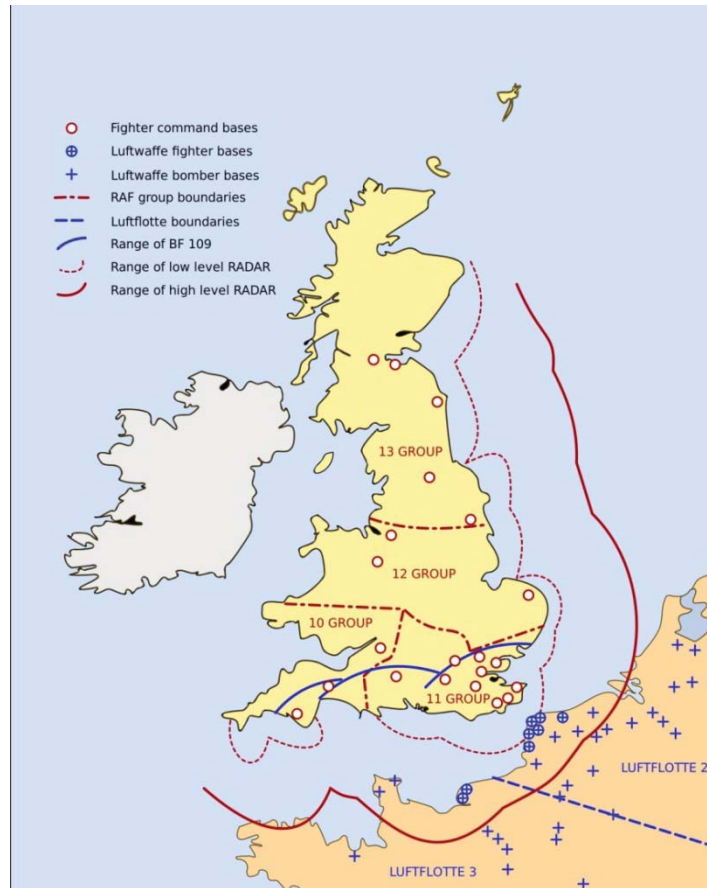 Fighter command bases
Luftwaffe fighter bases
Luftwaffe bomber bases
RAF group boundaries
Luftflotte boundaries
Range of BF 109
Range of low level RADAR
Range of high level RADAR
13 GROUP
12 GROUP
10 GROUP
11 GROUP
LUFTFLOTTE 2
LUFTFLOTTE 3